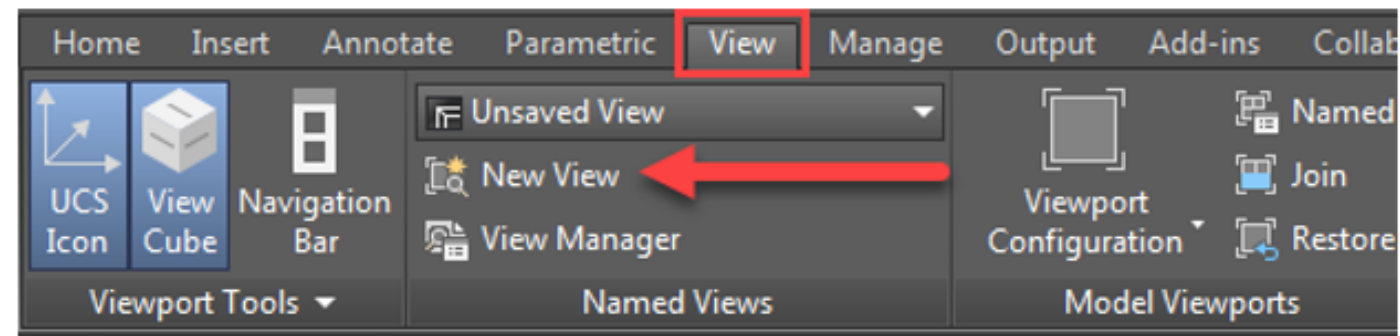 Home Insert Annotate Parametric View Manage Output Add-ins Collab
Unsaved View
New View
View Manager
UCS
Icon
View
Cube
Navigation
Bar
Viewport
Configuration
Named
Join
Restore
Viewport Tools
Named Views
Model Viewports